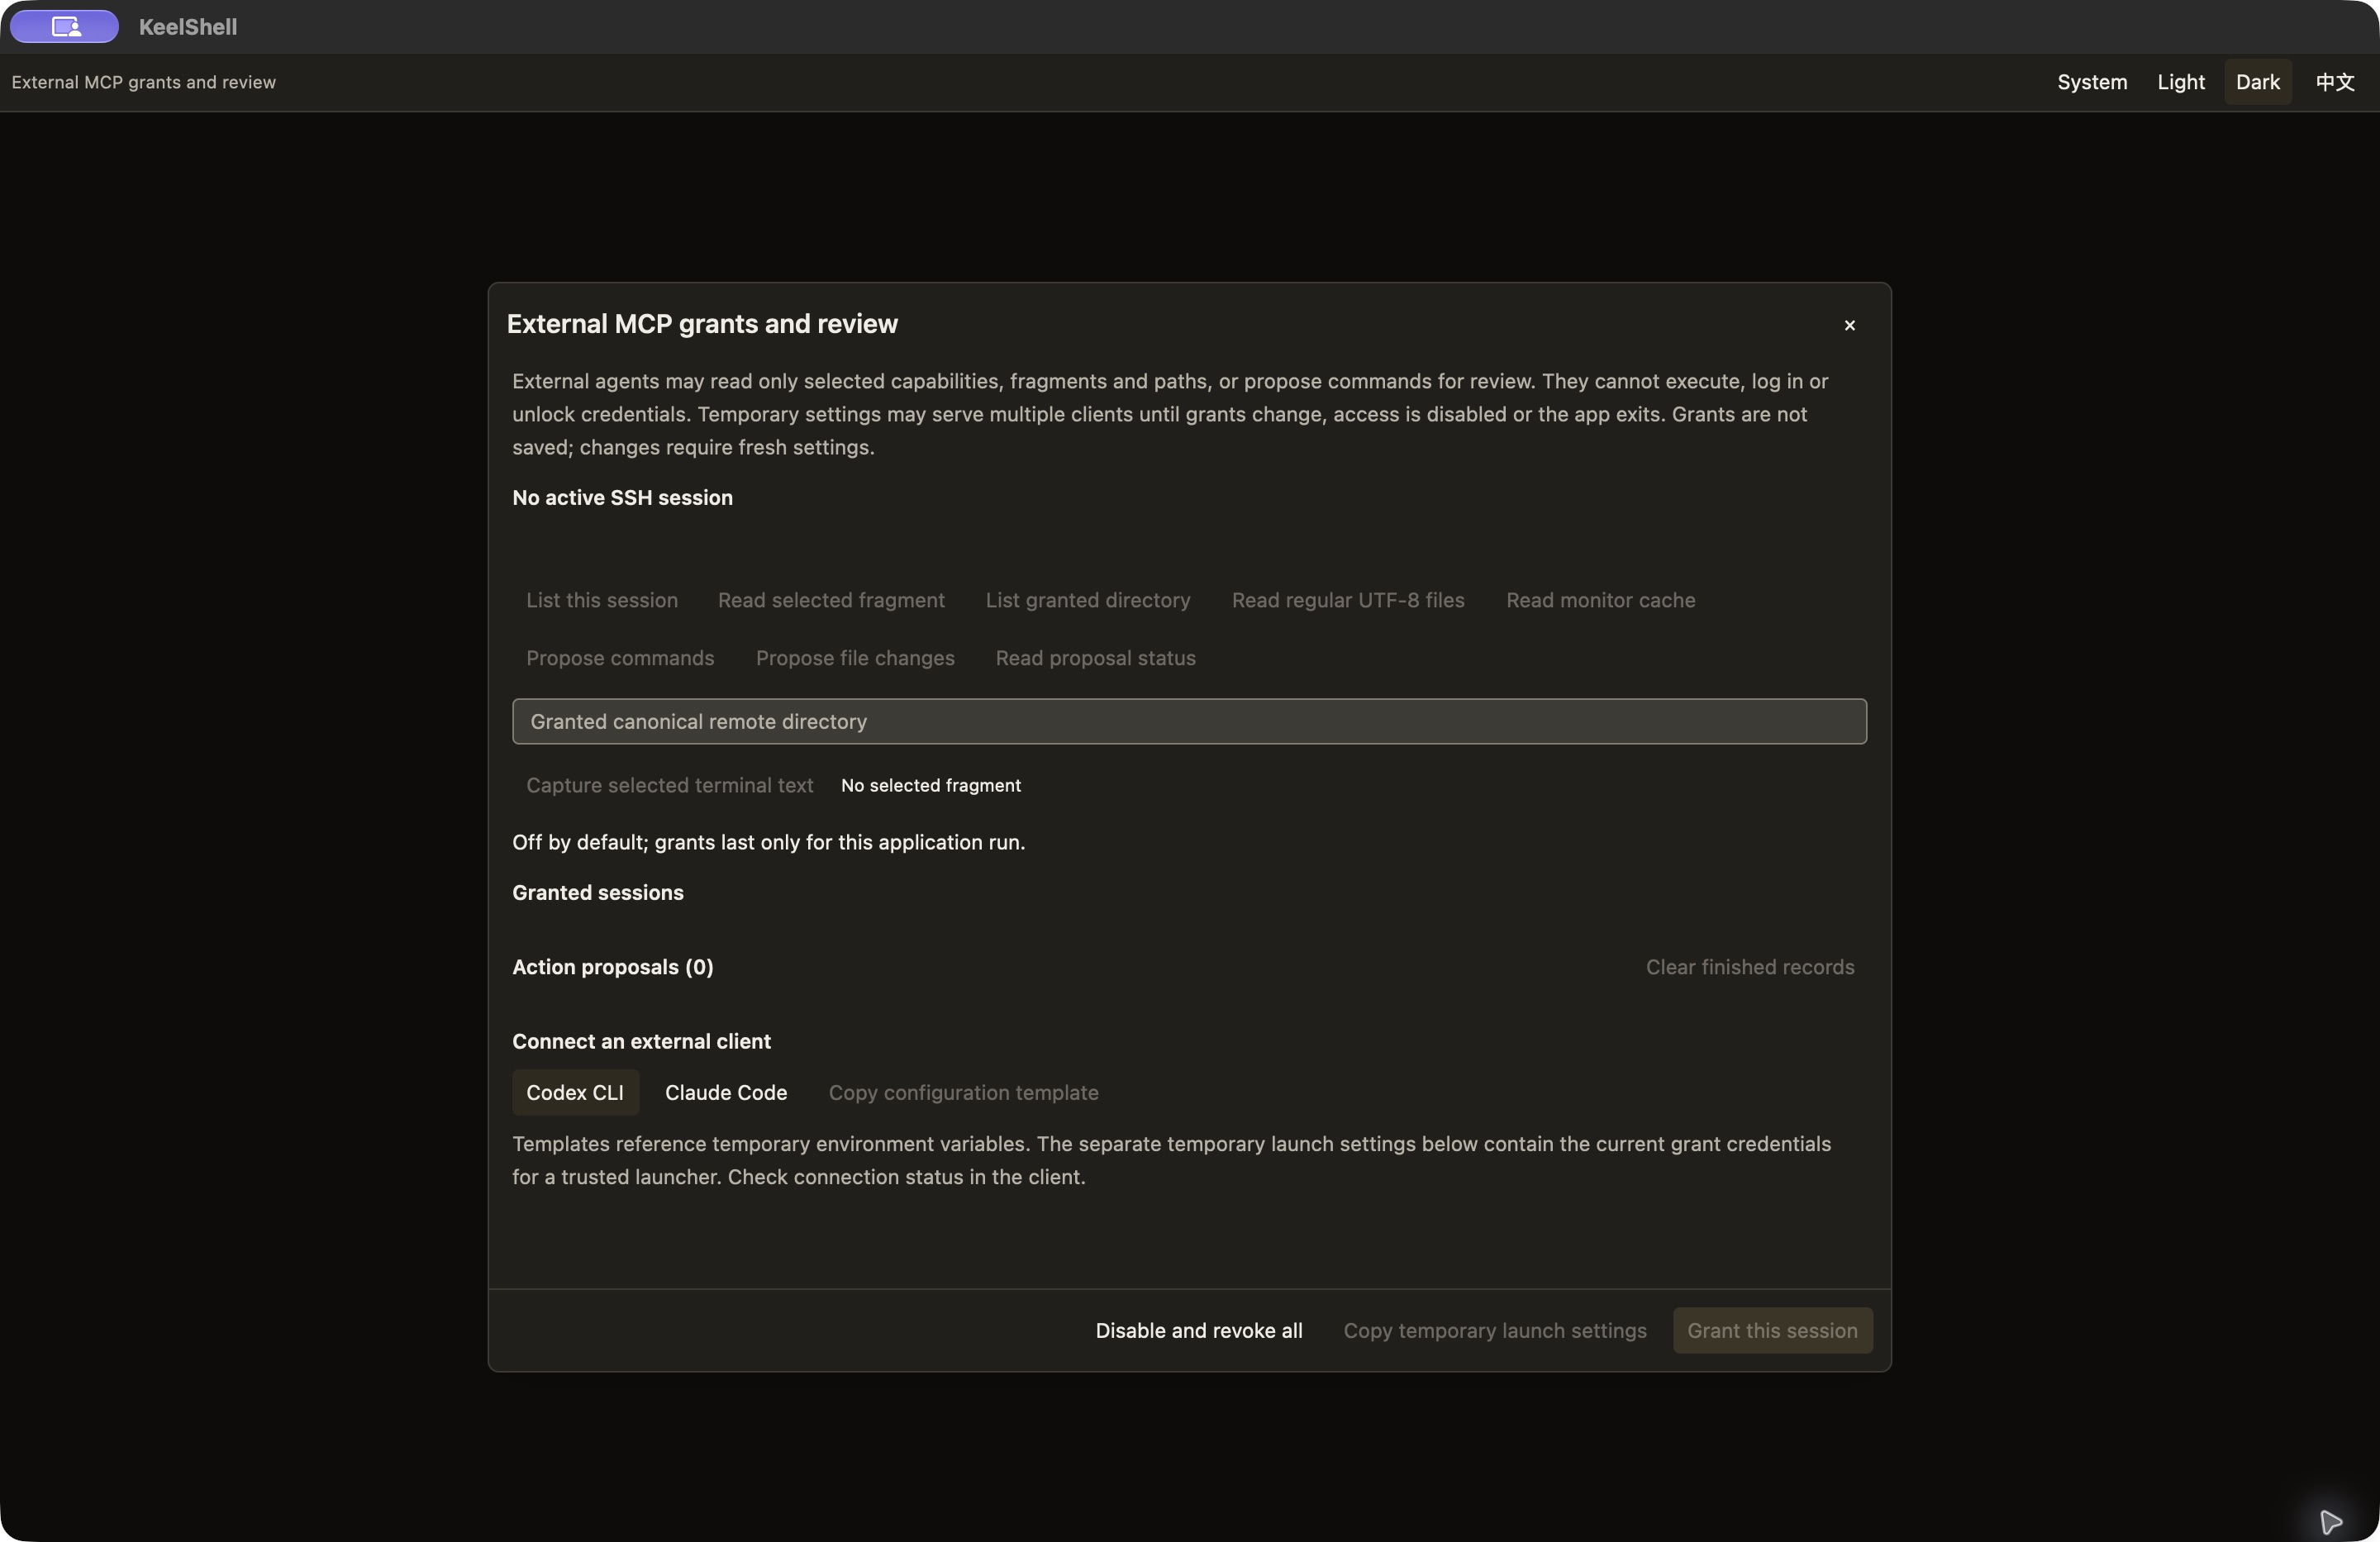 KeelShell
External MCP grants and review
System Light Dark 中文
External MCP grants and review ×
External agents may read only selected capabilities, fragments and paths, or propose commands for review. They cannot execute, log in or
unlock credentials. Temporary settings may serve multiple clients until grants change, access is disabled or the app exits. Grants are not
saved; changes require fresh settings.
No active SSH session
List this session Read selected fragment List granted directory Read regular UTF-8 files Read monitor cache
Propose commands Propose file changes Read proposal status
Granted canonical remote directory
Capture selected terminal text No selected fragment
Off by default; grants last only for this application run.
Granted sessions
Action proposals (0) Clear finished records
Connect an external client
Codex CLI Claude Code Copy configuration template
Templates reference temporary environment variables. The separate temporary launch settings below contain the current grant credentials
for a trusted launcher. Check connection status in the client.
Disable and revoke all Copy temporary launch settings Grant this session